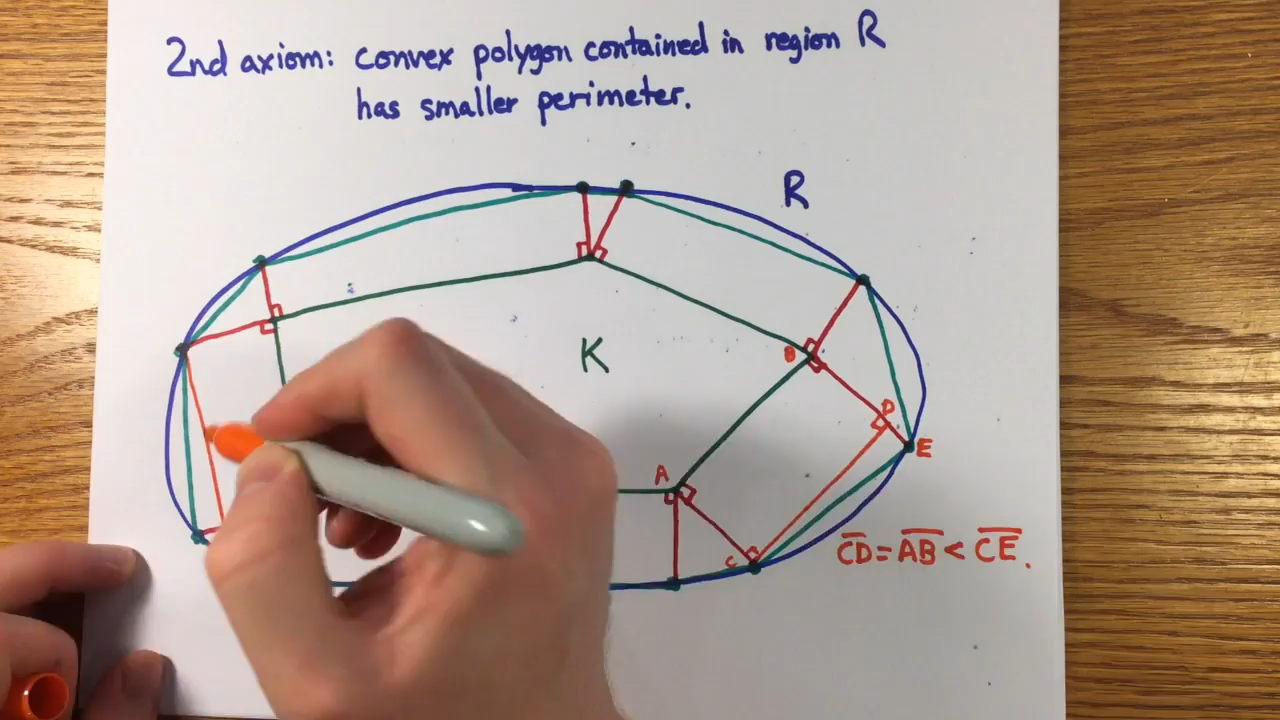 2nd axiom: convex polygon contained in region R
has smaller perimeter.
R
K
B
D
E
A
C
CD = AB < CE.